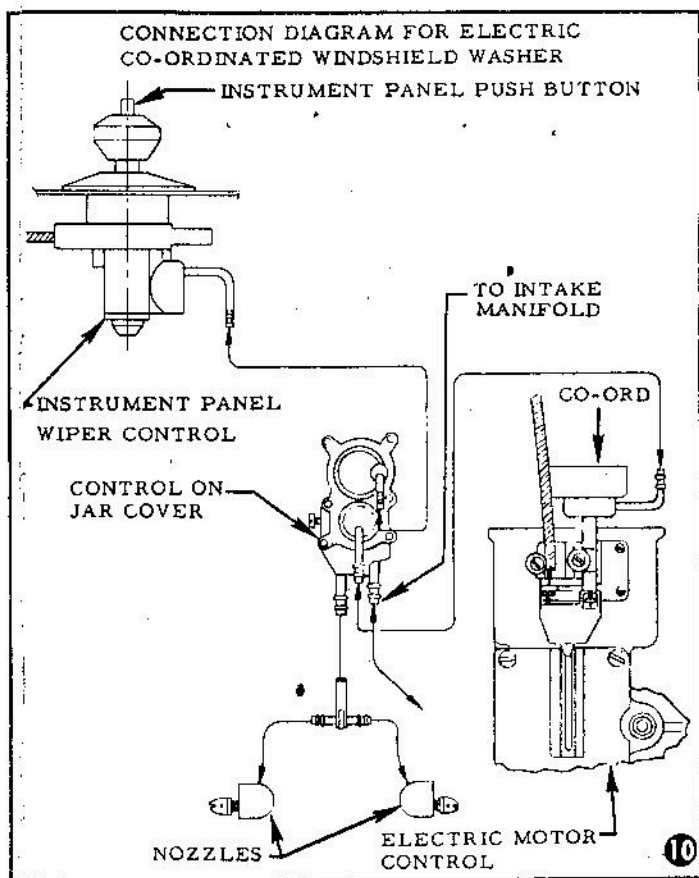 CONNECTION DIAGRAM FOR ELECTRIC
CO-ORDINATED WINDSHIELD WASHER
INSTRUMENT PANEL PUSH BUTTON
TO INTAKE
MANIFOLD
INSTRUMENT PANEL
WIPER CONTROL
CO-ORD
CONTROL ON
JAR COVER
NOZZLES
ELECTRIC MOTOR
CONTROL
10